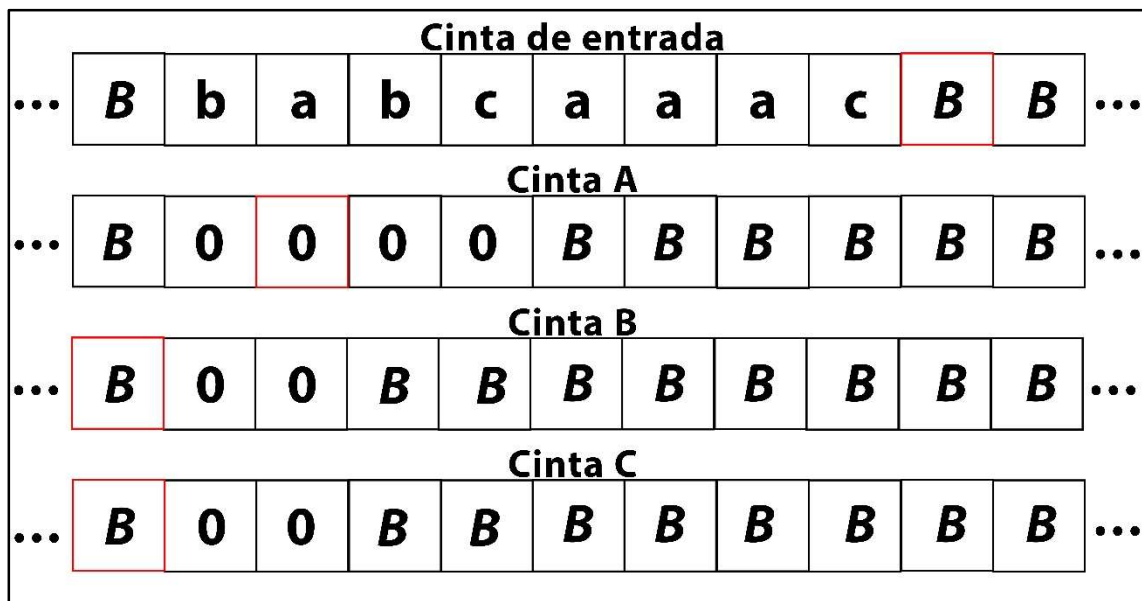 Cinta de entrada
... B b a b c a a a c B B ...
Cinta A
... B 0 0 0 0 B B B B B B ...
Cinta B
... B 0 0 B B B B B B B B ...
Cinta C
... B 0 0 B B B B B B B B ...